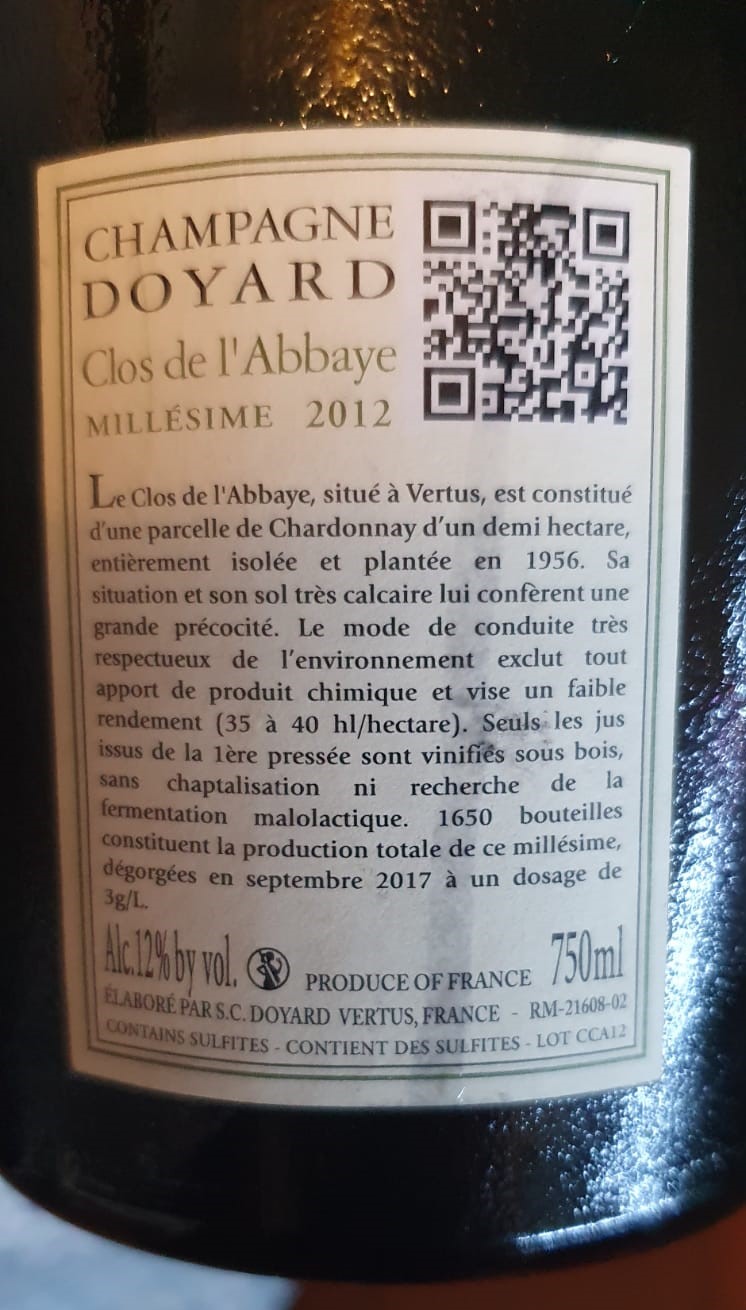 CHAMPAGNE
DOYARD
Clos de l'Abbaye
MILLÉSIME 2012
Le Clos de l'Abbaye, situé à Vertus, est constitué
d'une parcelle de Chardonnay d'un demi hectare,
entièrement isolée et plantée en 1956. Sa
situation et son sol très calcaire lui confèrent une
grande précocité. Le mode de conduite très
respectueux de l'environnement exclut tout
apport de produit chimique et vise un faible
rendement (35 à 40 hl/hectare). Seuls les jus
issus de la 1ère pressée sont vinifiés sous bois,
sans chaptalisation ni recherche de la
fermentation malolactique. 1650 bouteilles
constituent la production totale de ce millésime,
dégorgées en septembre 2017 à un dosage de
3g/L.
Alc.12% by vol. PRODUCE OF FRANCE 750ml
ÉLABORÉ PAR S.C. DOYARD VERTUS, FRANCE - RM-21608-02
CONTAINS SULFITES - CONTIENT DES SULFITES - LOT CCA12